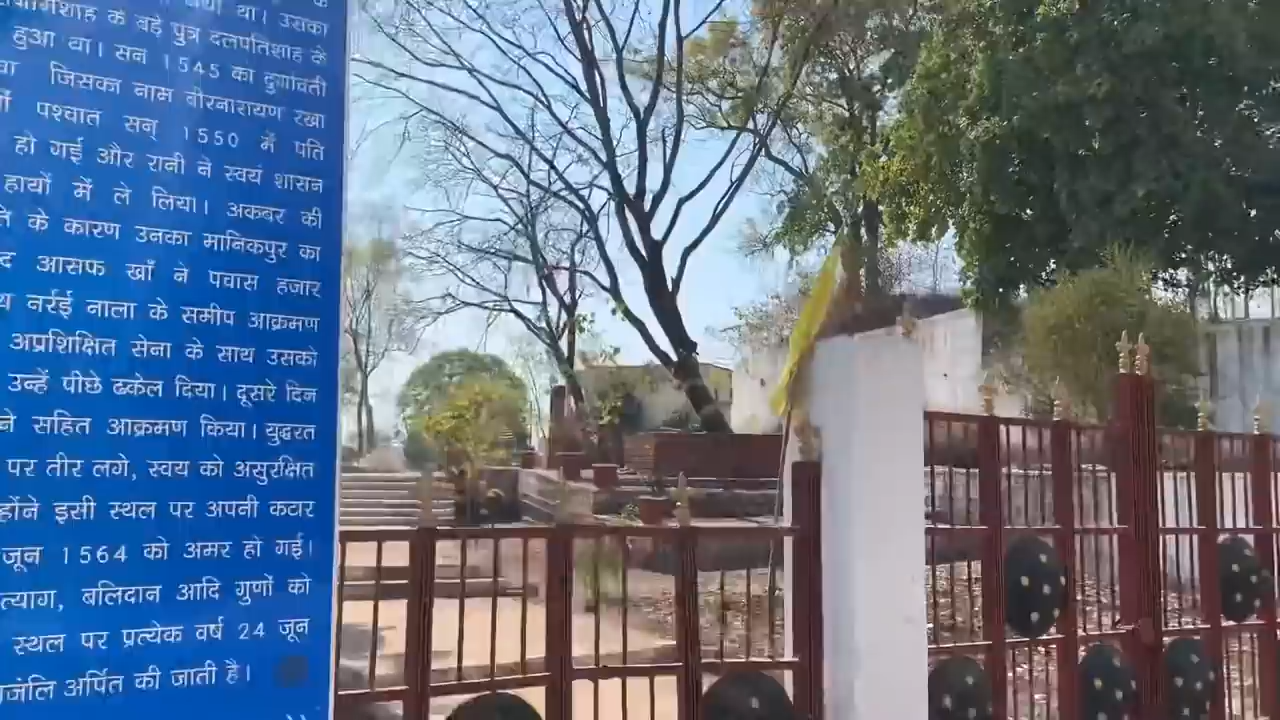 के बड़े पुत्र दलपतिशाह के
था। उसका
हुआ था। सन 1545 का दुर्गावती
जिसका नाम वीरनारायण रखा
पश्चात सन् 1550 में पति
हो गई और रानी ने स्वयं शासन
हाथों में ले लिया। अकबर की
के कारण उनका मानिकपुर का
आसफ खाँ ने पचास हजार
नर्रई नाला के समीप आक्रमण
अप्रशिक्षित सेना के साथ उसको
उन्हें पीछे ढकेल दिया। दूसरे दिन
सहित आक्रमण किया। युद्धरत
पर तीर लगे, स्वय को असुरक्षित
इसी स्थल पर अपनी कटार
जून 1564 को अमर हो गई।
त्याग, बलिदान आदि गुणों को
स्थल पर प्रत्येक वर्ष 24 जून
अर्पित की जाती है।